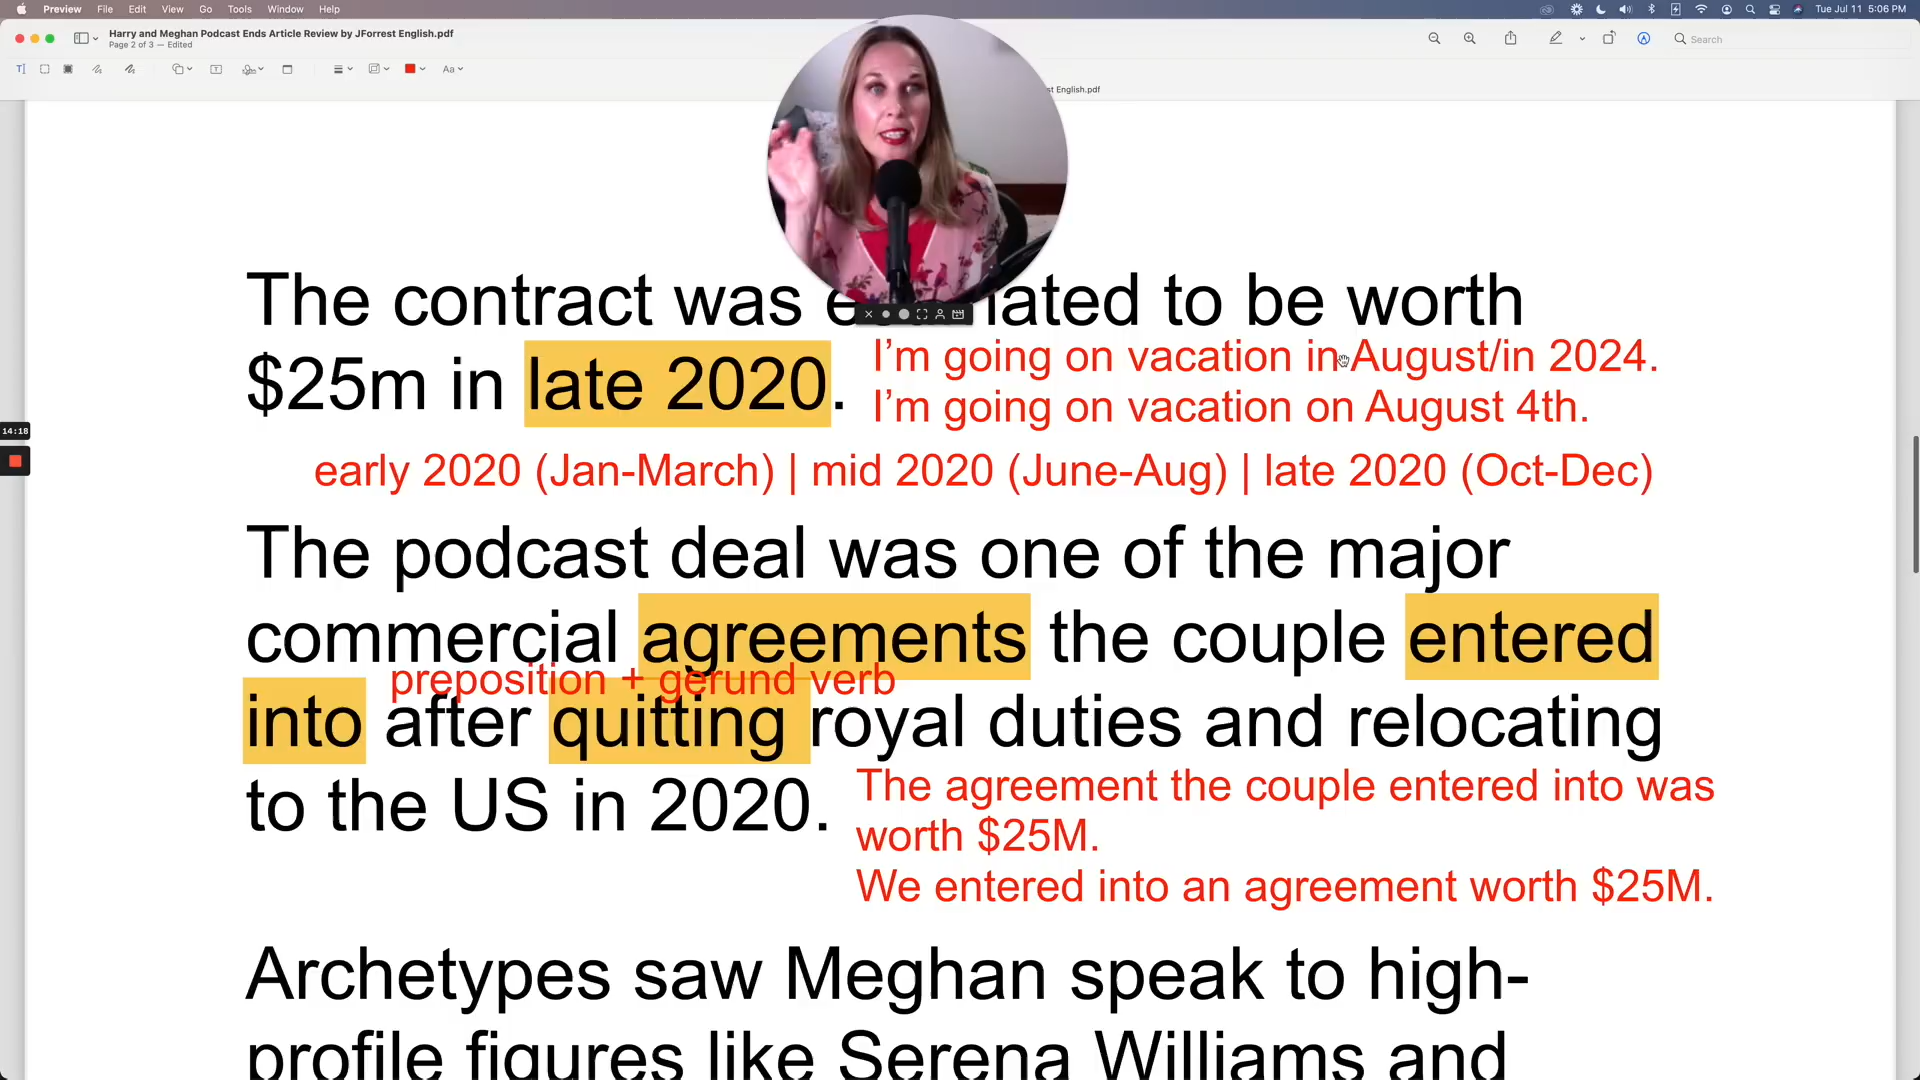 Preview File Edit View Go Tools Window Help Tue Jul 11 5:06 PM
Harry and Meghan Podcast Ends Article Review by JForrest English.pdf
Page 2 of 3 — Edited
Search
Aa
st English.pdf
The contract was lated to be worth
I'm going on vacation in August/in 2024.
$25m in late 2020.
I'm going on vacation on August 4th.
14:18
early 2020 (Jan-March) | mid 2020 (June-Aug) | late 2020 (Oct-Dec)
The podcast deal was one of the major
commercial agreements the couple entered
preposition + gerund verb
into after quitting royal duties and relocating
to the US in 2020.
The agreement the couple entered into was
worth $25M.
We entered into an agreement worth $25M.
Archetypes saw Meghan speak to high-
profile figures like Serena Williams and